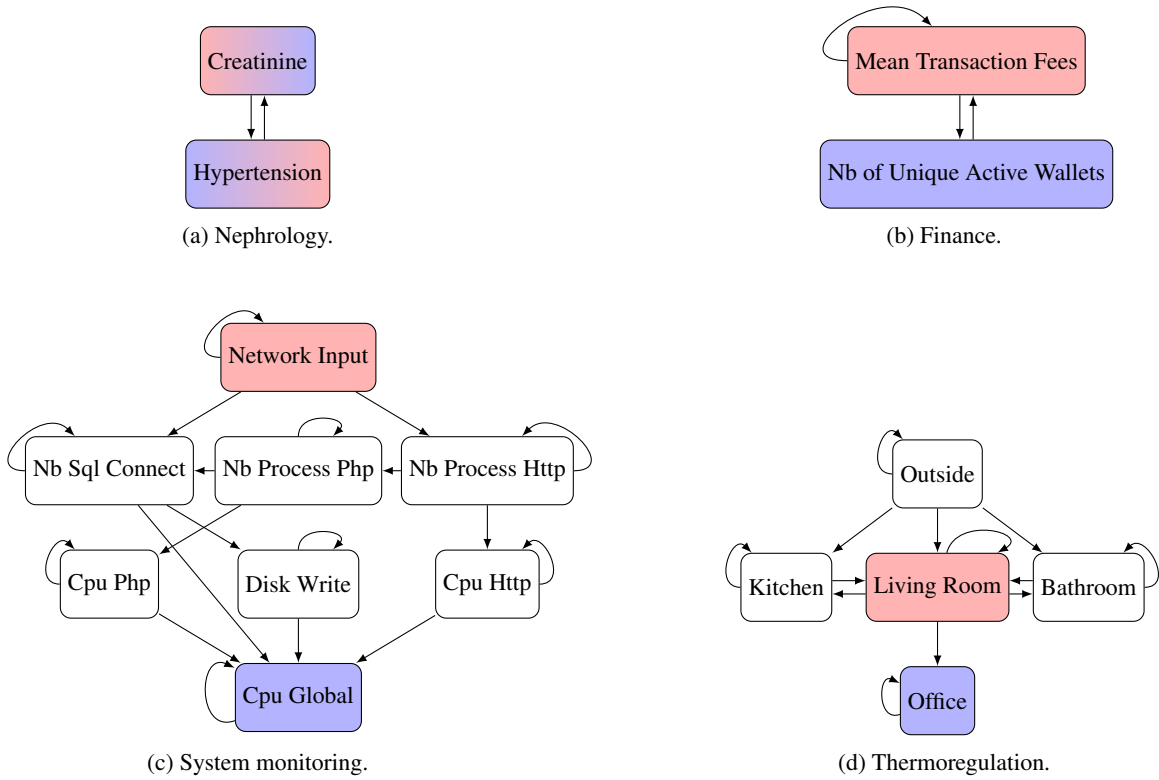 Creatinine
Hypertension
(a) Nephrology.
Mean Transaction Fees
Nb of Unique Active Wallets
(b) Finance.
Network Input
Nb Sql Connect
Nb Process Php
Nb Process Http
Cpu Php
Disk Write
Cpu Http
Cpu Global
(c) System monitoring.
Outside
Kitchen
Living Room
Bathroom
Office
(d) Thermoregulation.